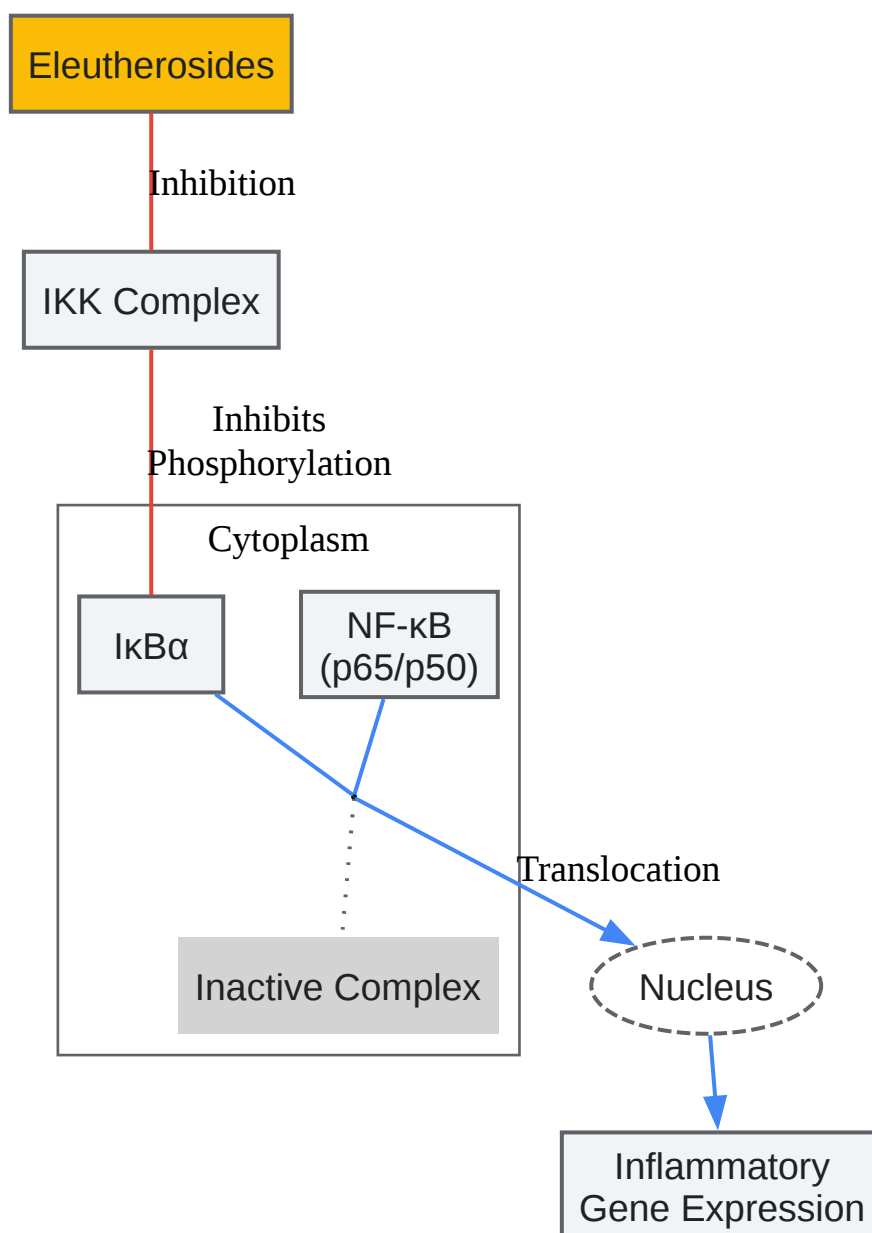 Eleutherosides
Inhibition
IKK Complex
Inhibits
Phosphorylation
Cytoplasm
IκBα
NF-κB
(p65/p50)
Translocation
Inactive Complex
Nucleus
Inflammatory
Gene Expression